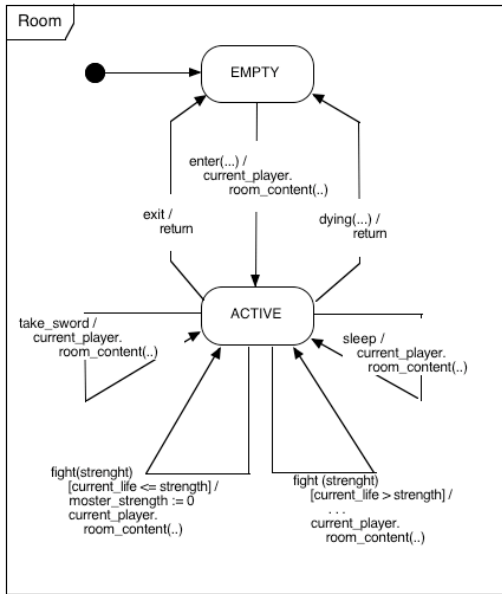 Room
EMPTY
enter(...) /
current_player.
room_content(..)
exit /
return
dying(...) /
return
ACTIVE
take_sword /
current_player.
room_content(..)
sleep /
current_player.
room_content(..)
fight(strenght)
[current_life <= strength] /
moster_strength := 0
current_player.
room_content(..)
fight (strenght)
[current_life > strength] /
. . .
current_player.
room_content(..)